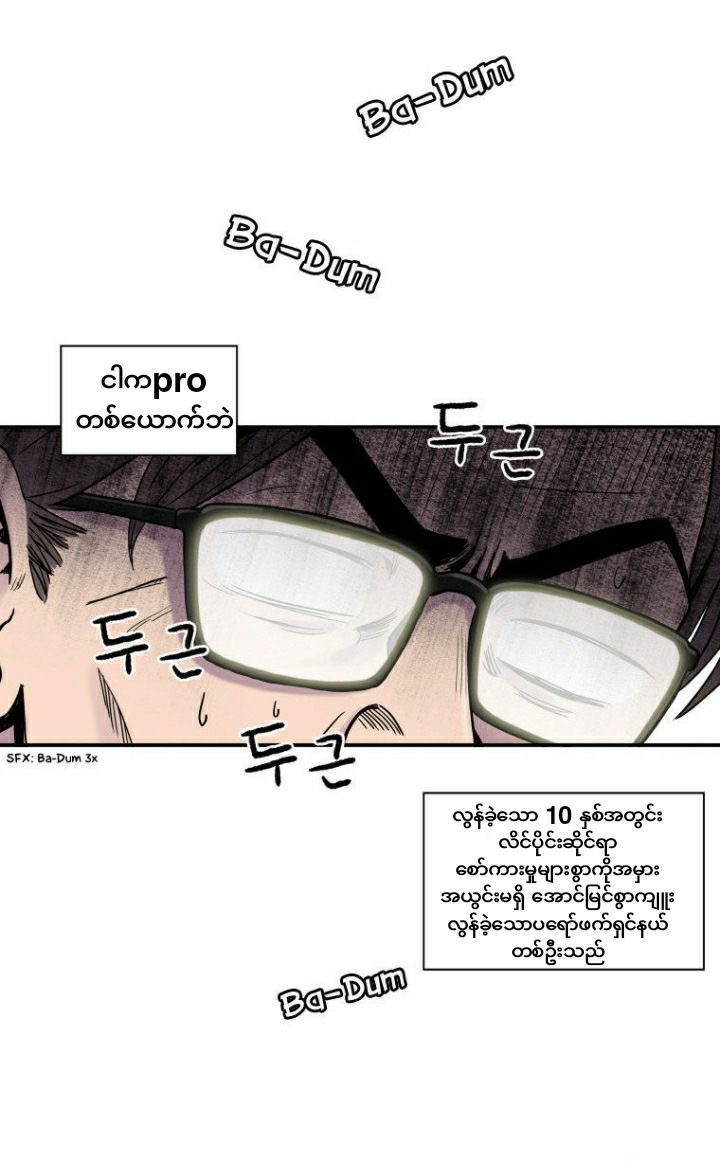 Ba-Dum
Ba-Dum
ငါကpro
တစ်ယောက်ဘဲ
두근
두근
두근
SFX: Ba-Dum 3x
လွန်ခဲ့သော 10 နှစ်အတွင်း
လိင်ပိုင်းဆိုင်ရာ
စော်ကားမှုများစွာကိုအမှား
အယွင်းမရှိ အောင်မြင်စွာကျူး
လွန်ခဲ့သောပရော်ဖက်ရှင်နယ်
တစ်ဦးသည်
Ba-Dum